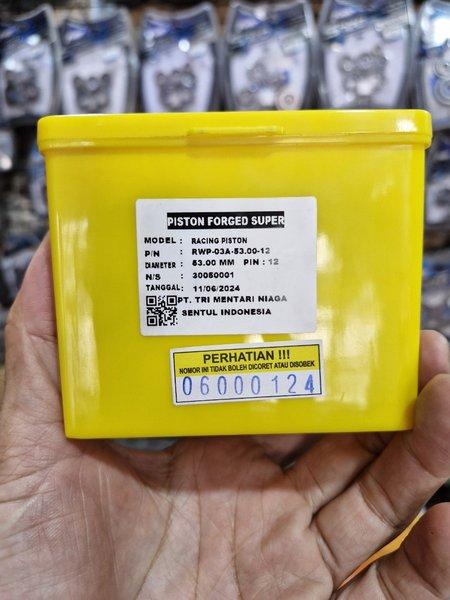 PISTON FORGED SUPER
MODEL : RACING PISTON
P/N : RWP-03A-53.00-12
DIANETER : 53.00 MM PIN : 12
N/S : 30050001
TANGGAL : 11/06/2024
PT. TRI MENTARI NIAGA
SENTUL INDONESIA
PERHATIAN !!!
NOMOR INI TIDAK BOLEH DICORET ATAU DISOBEK
06000124